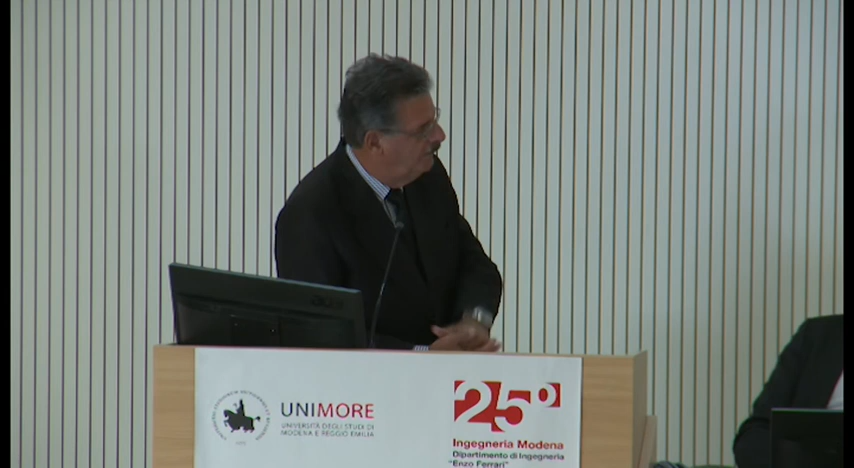 UNIMORE
UNIVERSITÀ DEGLI STUDI DI
MODENA E REGGIO EMILIA
25°
Ingegneria Modena
Dipartimento di Ingegneria
"Enzo Ferrari"